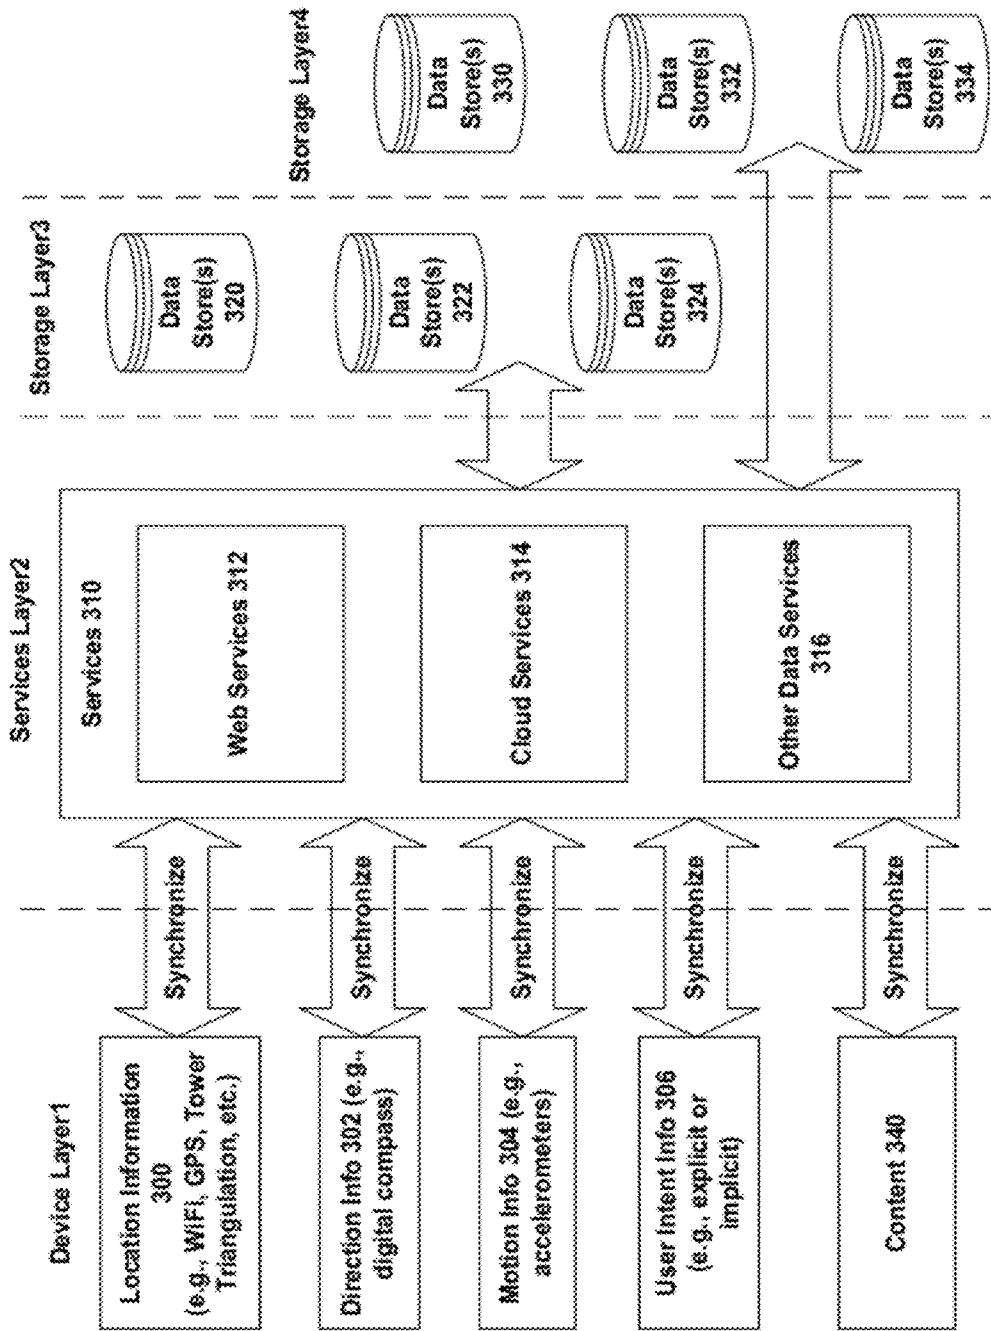 Device Layer1
Location Information
300
(e.g., WiFi, GPS, Tower
Triangulation, etc.)
Direction Info 302 (e.g.,
digital compass)
Motion Info 304 (e.g.,
accelerometers)
User Intent Info 306
(e.g., explicit or
implicit)
Content 340
Synchronize
Synchronize
Synchronize
Synchronize
Synchronize
Services Layer2
Services 310
Web Services 312
Cloud Services 314
Other Data Services
316
Storage Layer3
Data
Store(s)
320
Data
Store(s)
322
Data
Store(s)
324
Storage Layer4
Data
Store(s)
330
Data
Store(s)
332
Data
Store(s)
334